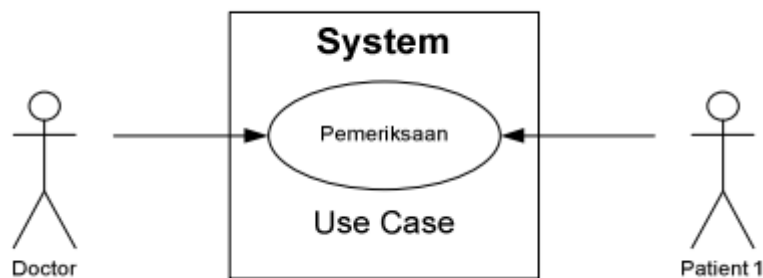 System
Pemeriksaan
Use Case
Doctor
Patient 1